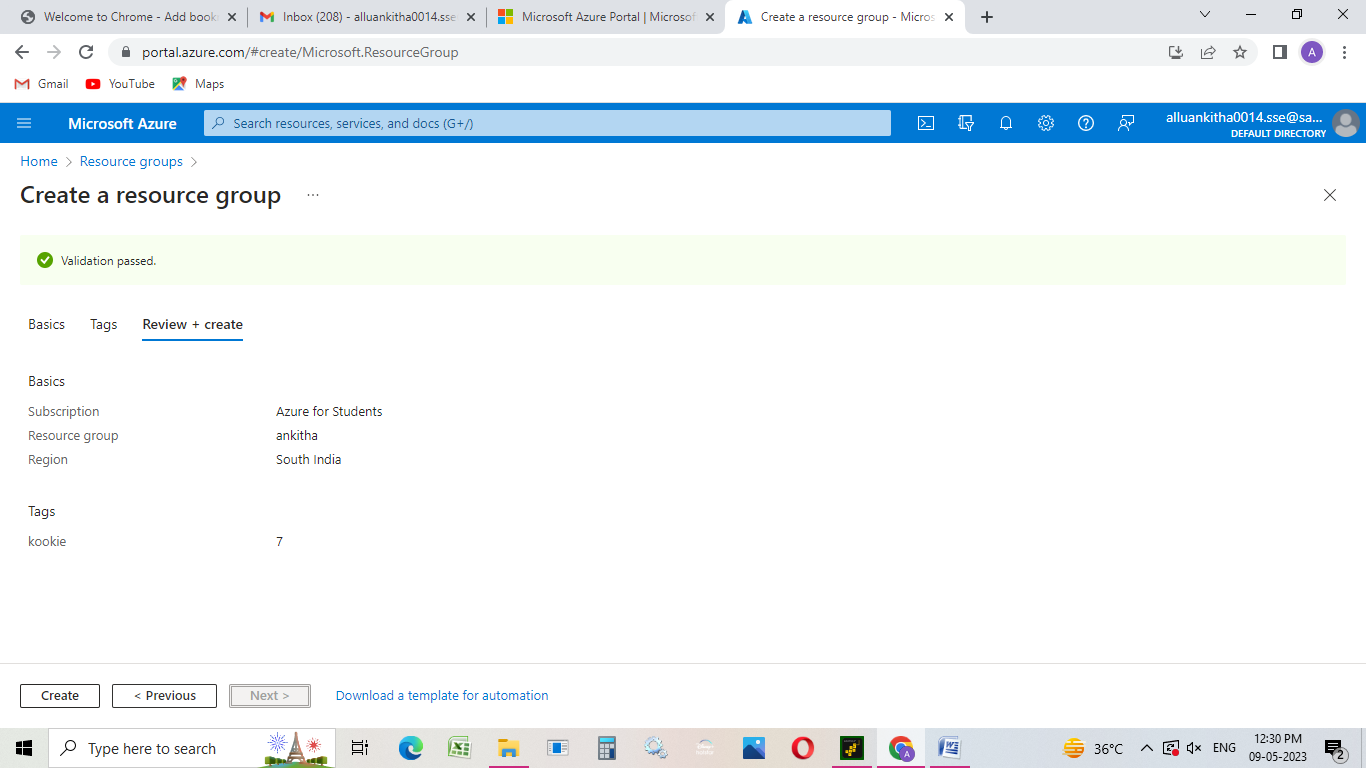 Welcome to Chrome - Add book
Inbox (208) - alluankitha0014.sse
Microsoft Azure Portal | Microsof
Create a resource group - Micros
portal.azure.com/#create/Microsoft.ResourceGroup
A
Gmail
YouTube
Maps
Microsoft Azure
Search resources, services, and docs (G+/)
alluankitha0014.sse@sa...
DEFAULT DIRECTORY
Home > Resource groups >
Create a resource group ...
Validation passed.
Basics Tags Review + create
Basics
Subscription Azure for Students
Resource group ankitha
Region South India
Tags
kookie 7
Create < Previous Next > Download a template for automation
Type here to search
A
36°C
ENG
12:30 PM
09-05-2023
2